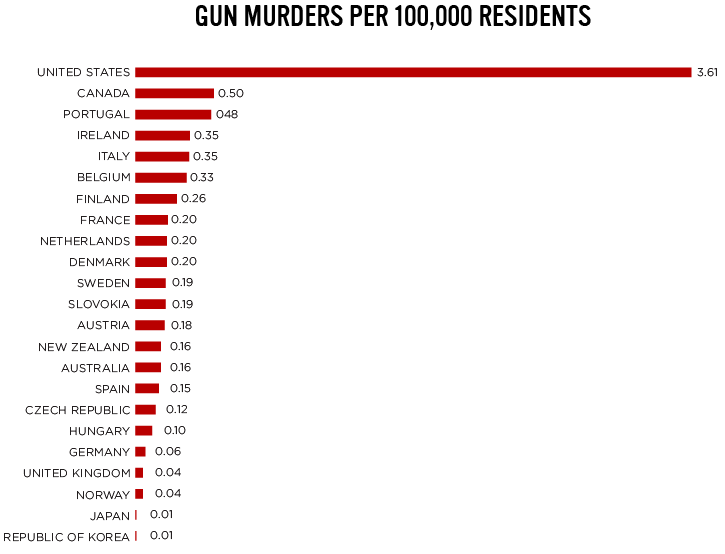 GUN MURDERS PER 100,000 RESIDENTS
UNITED STATES 3.61
CANADA 0.50
PORTUGAL 048
IRELAND 0.35
ITALY 0.35
BELGIUM 0.33
FINLAND 0.26
FRANCE 0.20
NETHERLANDS 0.20
DENMARK 0.20
SWEDEN 0.19
SLOVOKIA 0.19
AUSTRIA 0.18
NEW ZEALAND 0.16
AUSTRALIA 0.16
SPAIN 0.15
CZECH REPUBLIC 0.12
HUNGARY 0.10
GERMANY 0.06
UNITED KINGDOM 0.04
NORWAY 0.04
JAPAN 0.01
REPUBLIC OF KOREA 0.01